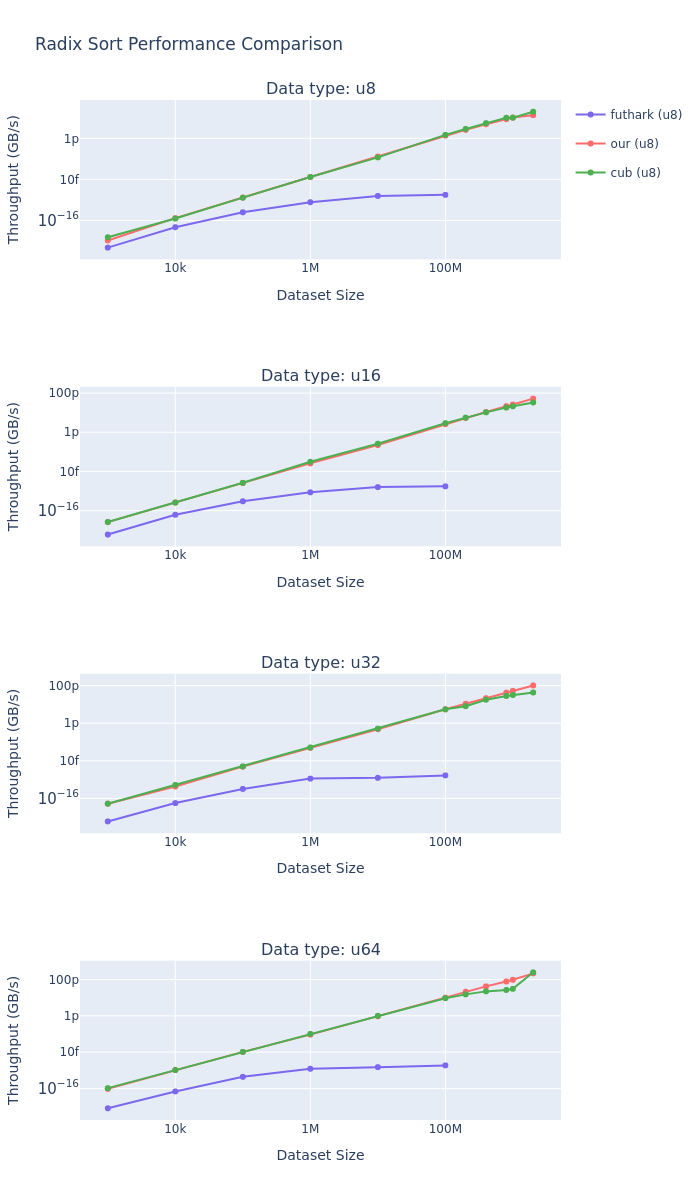 Radix Sort Performance Comparison
Data type: u8
futhark (u8)
our (u8)
cub (u8)
Throughput (GB/s)
1p
10f
10−16
10k
1M
100M
Dataset Size
Data type: u16
Throughput (GB/s)
100p
1p
10f
10−16
10k
1M
100M
Dataset Size
Data type: u32
Throughput (GB/s)
100p
1p
10f
10−16
10k
1M
100M
Dataset Size
Data type: u64
Throughput (GB/s)
100p
1p
10f
10−16
10k
1M
100M
Dataset Size